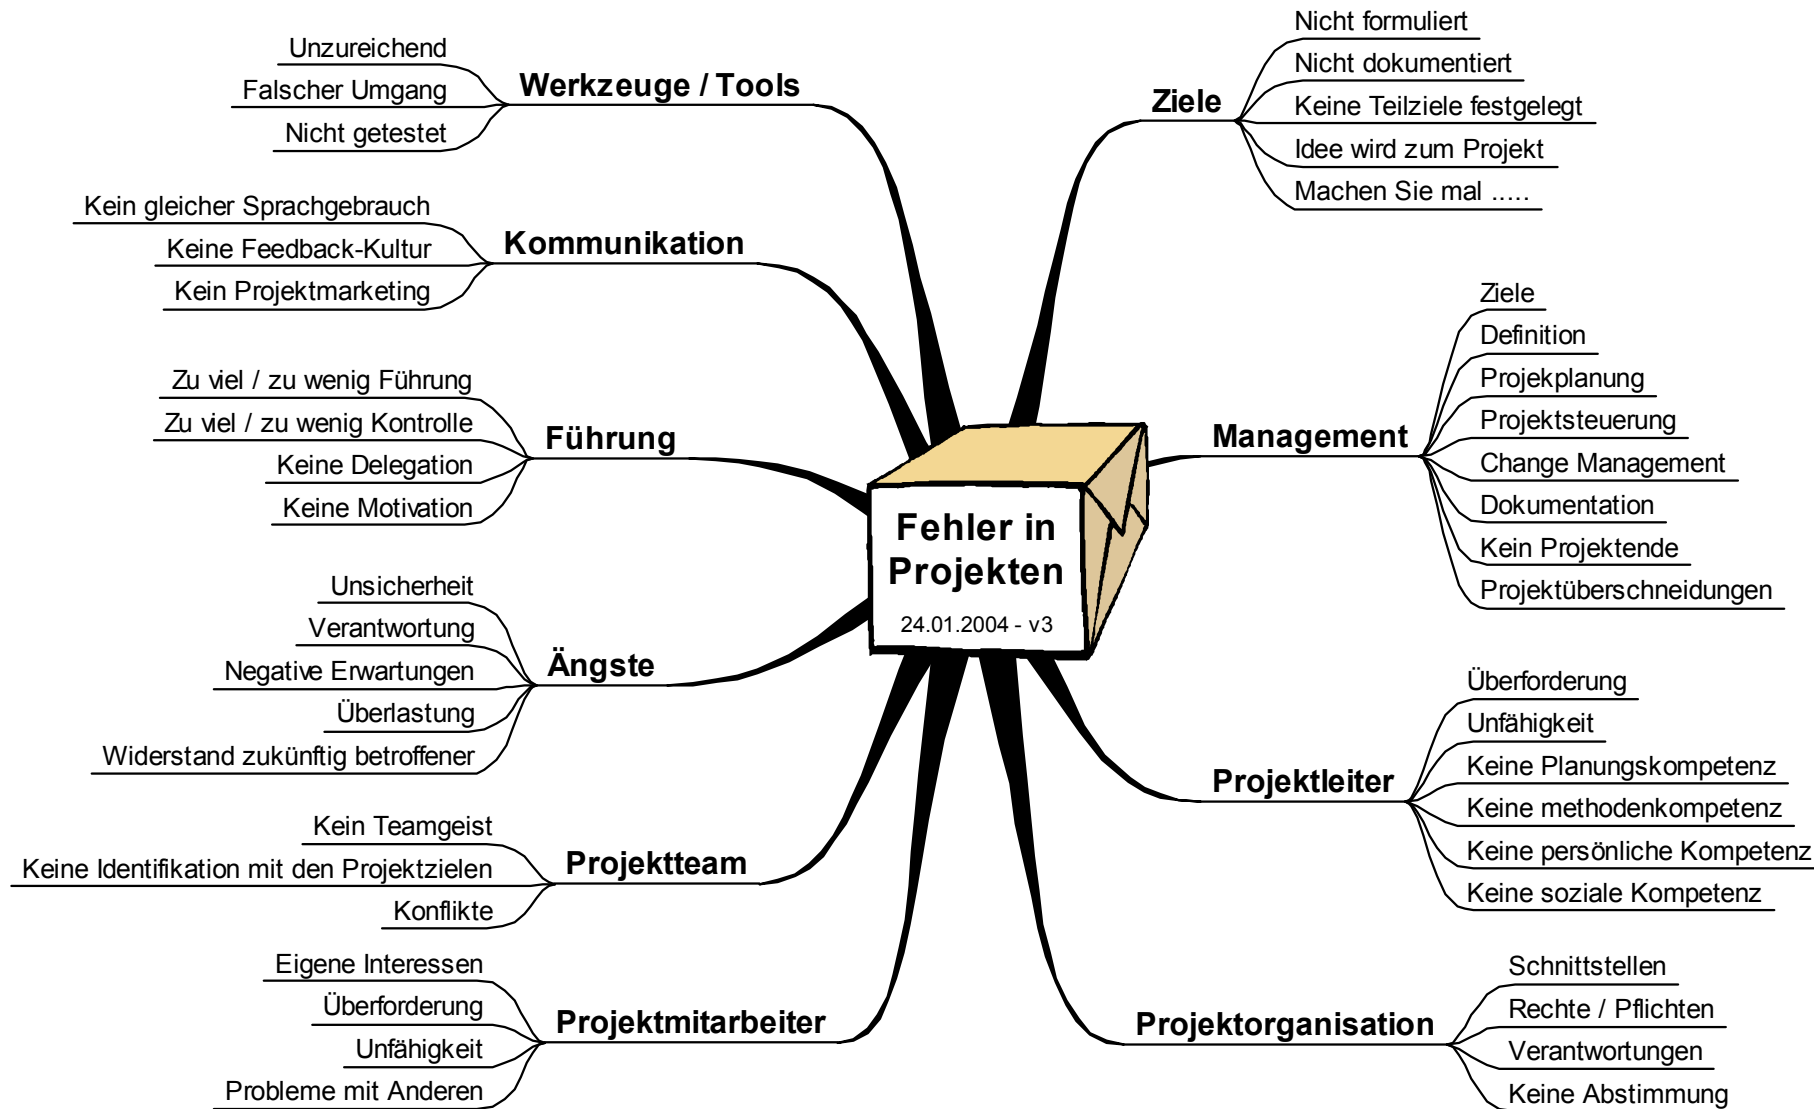 Fehler in
Projekten
24.01.2004 - v3
Ziele
Nicht formuliert
Nicht dokumentiert
Keine Teilziele festgelegt
Idee wird zum Projekt
Machen Sie mal .....
Management
Ziele
Definition
Projekplanung
Projektsteuerung
Change Management
Dokumentation
Kein Projektende
Projektüberschneidungen
Projektleiter
Überforderung
Unfähigkeit
Keine Planungskompetenz
Keine methodenkompetenz
Keine persönliche Kompetenz
Keine soziale Kompetenz
Projektorganisation
Schnittstellen
Rechte / Pflichten
Verantwortungen
Keine Abstimmung
Projektmitarbeiter
Eigene Interessen
Überforderung
Unfähigkeit
Probleme mit Anderen
Projektteam
Kein Teamgeist
Keine Identifikation mit den Projektzielen
Konflikte
Ängste
Unsicherheit
Verantwortung
Negative Erwartungen
Überlastung
Widerstand zukünftig betroffener
Führung
Zu viel / zu wenig Führung
Zu viel / zu wenig Kontrolle
Keine Delegation
Keine Motivation
Kommunikation
Kein gleicher Sprachgebrauch
Keine Feedback-Kultur
Kein Projektmarketing
Werkzeuge / Tools
Unzureichend
Falscher Umgang
Nicht getestet